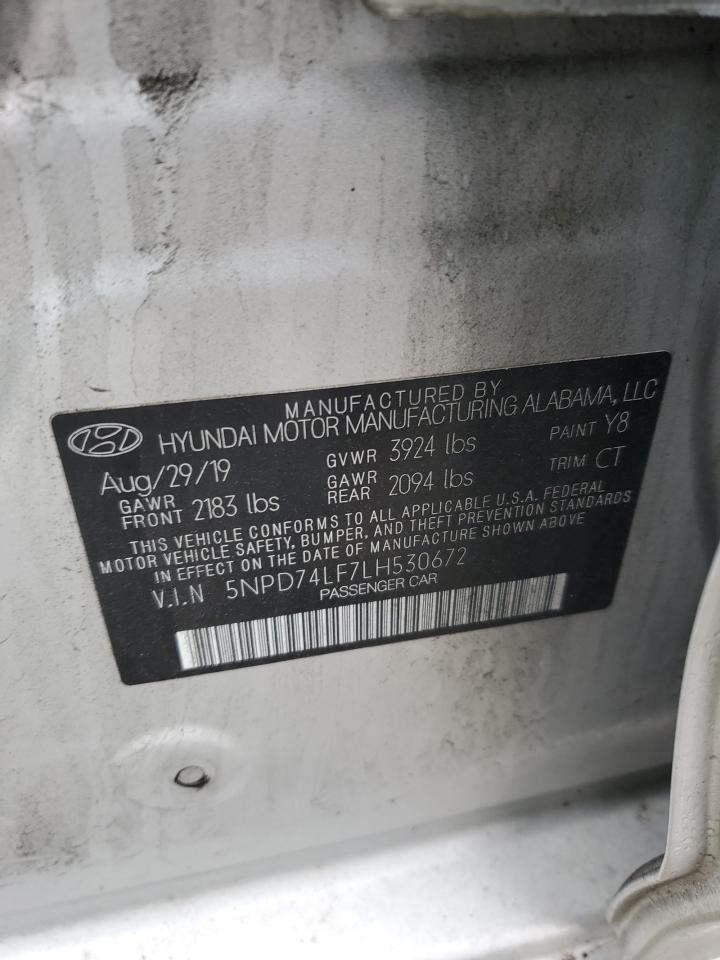 MANUFACTURED BY
HYUNDAI MOTOR MANUFACTURING ALABAMA, LLC
Aug/29/19 GVWR 3924 lbs PAINT Y8
GAWR FRONT 2183 lbs GAWR REAR 2094 lbs TRIM CT
THIS VEHICLE CONFORMS TO ALL APPLICABLE U.S.A. FEDERAL
MOTOR VEHICLE SAFETY, BUMPER, AND THEFT PREVENTION STANDARDS
IN EFFECT ON THE DATE OF MANUFACTURE SHOWN ABOVE
V.I.N 5NPD74LF7LH530672
PASSENGER CAR